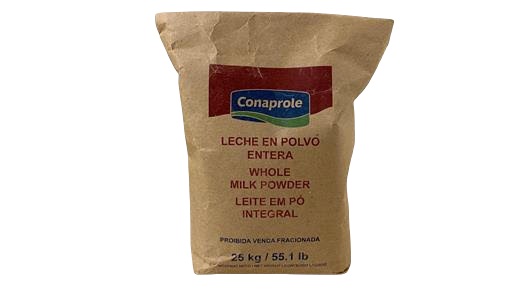 Conaprole
LECHE EN POLVO
ENTERA
WHOLE
MILK POWDER
LEITE EM PÓ
INTEGRAL
PROIBIDA VENDA FRACIONADA
25 kg / 55.1 lb